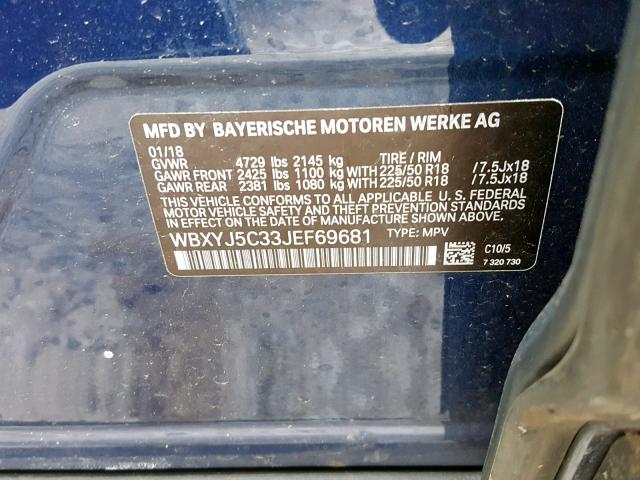 MFD BY BAYERISCHE MOTOREN WERKE AG
01/18
GVWR 4729 lbs 2145 kg TIRE / RIM
GAWR FRONT 2425 lbs 1100 kg WITH 225/50 R18 /7.5Jx18
GAWR REAR 2381 lbs 1080 kg WITH 225/50 R18 /7.5Jx18
THIS VEHICLE CONFORMS TO ALL APPLICABLE U. S. FEDERAL
MOTOR VEHICLE SAFETY, BUMPER, AND THEFT PREVENTION
STANDARDS IN EFFECT ON THE DATE OF MANUFACTURE SHOWN ABOVE.
WBXYJ5C33JEF69681 TYPE: MPV
C10/5
7 320 730